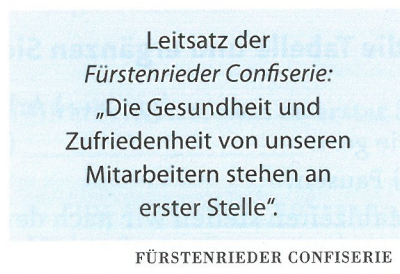 Leitsatz der
Fürstenrieder Confiserie:
„Die Gesundheit und
Zufriedenheit von unseren
Mitarbeitern stehen an
erster Stelle“.
FÜRSTENRIEDER CONFISERIE